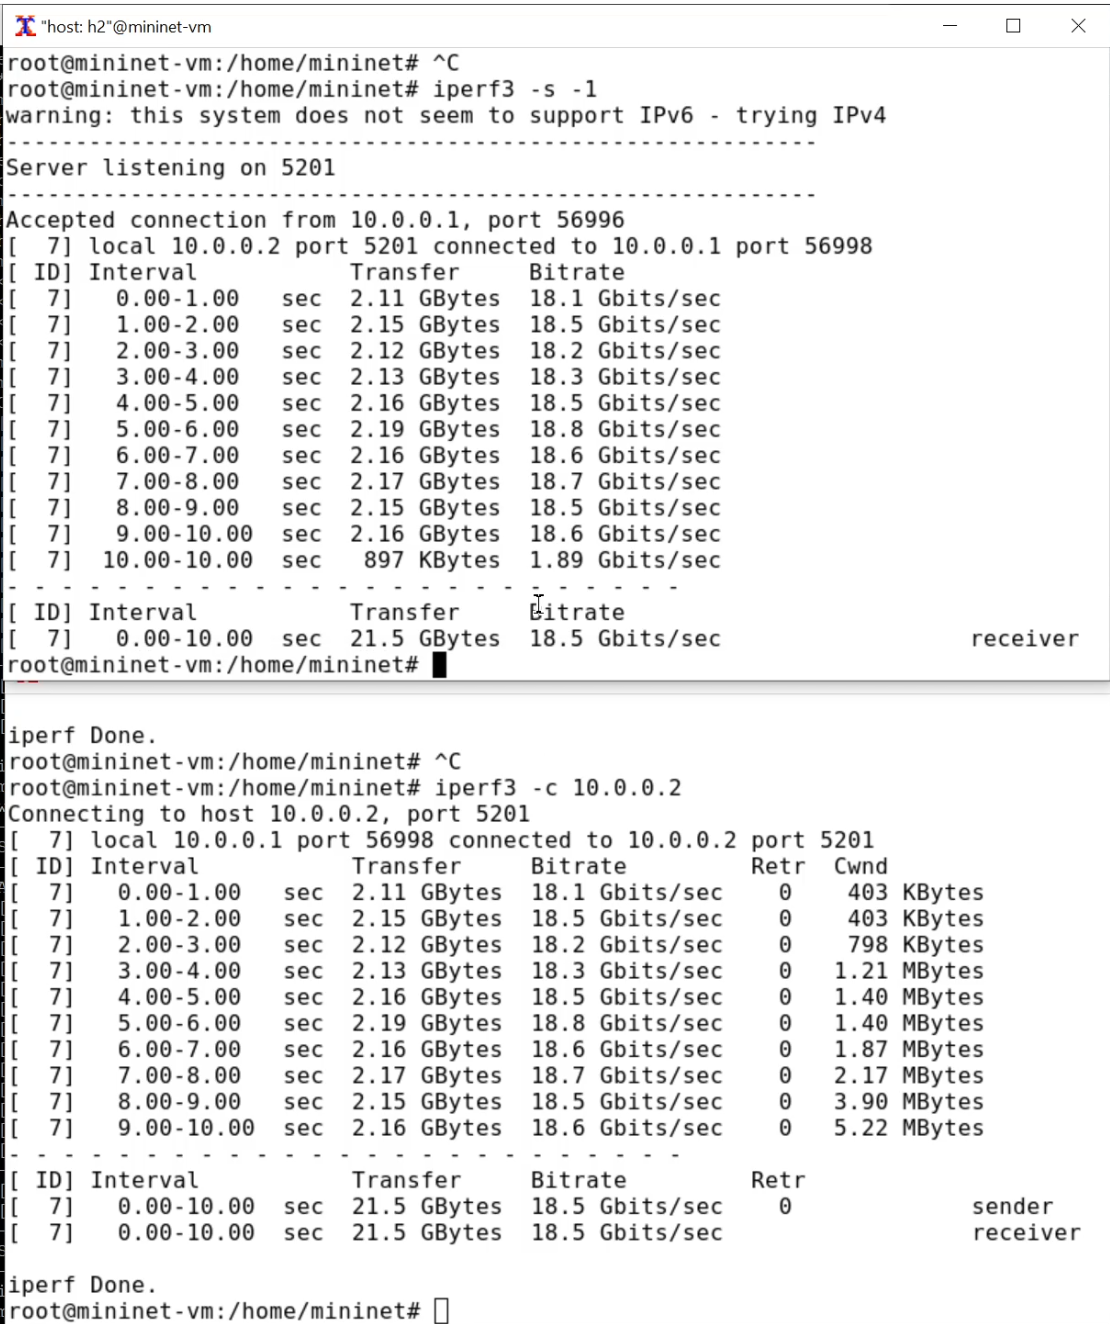 "host: h2"@mininet-vm
root@mininet-vm:/home/mininet# ^C
root@mininet-vm:/home/mininet# iperf3 -s -1
warning: this system does not seem to support IPv6 - trying IPv4
-----------------------------------------------------------
Server listening on 5201
-----------------------------------------------------------
Accepted connection from 10.0.0.1, port 56996
[  7] local 10.0.0.2 port 5201 connected to 10.0.0.1 port 56998
[ ID] Interval           Transfer     Bitrate
[  7]   0.00-1.00   sec  2.11 GBytes  18.1 Gbits/sec
[  7]   1.00-2.00   sec  2.15 GBytes  18.5 Gbits/sec
[  7]   2.00-3.00   sec  2.12 GBytes  18.2 Gbits/sec
[  7]   3.00-4.00   sec  2.13 GBytes  18.3 Gbits/sec
[  7]   4.00-5.00   sec  2.16 GBytes  18.5 Gbits/sec
[  7]   5.00-6.00   sec  2.19 GBytes  18.8 Gbits/sec
[  7]   6.00-7.00   sec  2.16 GBytes  18.6 Gbits/sec
[  7]   7.00-8.00   sec  2.17 GBytes  18.7 Gbits/sec
[  7]   8.00-9.00   sec  2.15 GBytes  18.5 Gbits/sec
[  7]   9.00-10.00  sec  2.16 GBytes  18.6 Gbits/sec
[  7]  10.00-10.00  sec   897 KBytes  1.89 Gbits/sec
- - - - - - - - - - - - - - - - - - - - - - - - -
[ ID] Interval           Transfer     Bitrate
[  7]   0.00-10.00  sec  21.5 GBytes  18.5 Gbits/sec                  receiver
root@mininet-vm:/home/mininet#
iperf Done.
root@mininet-vm:/home/mininet# ^C
root@mininet-vm:/home/mininet# iperf3 -c 10.0.0.2
Connecting to host 10.0.0.2, port 5201
[  7] local 10.0.0.1 port 56998 connected to 10.0.0.2 port 5201
[ ID] Interval           Transfer     Bitrate         Retr  Cwnd
[  7]   0.00-1.00   sec  2.11 GBytes  18.1 Gbits/sec    0    403 KBytes
[  7]   1.00-2.00   sec  2.15 GBytes  18.5 Gbits/sec    0    403 KBytes
[  7]   2.00-3.00   sec  2.12 GBytes  18.2 Gbits/sec    0    798 KBytes
[  7]   3.00-4.00   sec  2.13 GBytes  18.3 Gbits/sec    0   1.21 MBytes
[  7]   4.00-5.00   sec  2.16 GBytes  18.5 Gbits/sec    0   1.40 MBytes
[  7]   5.00-6.00   sec  2.19 GBytes  18.8 Gbits/sec    0   1.40 MBytes
[  7]   6.00-7.00   sec  2.16 GBytes  18.6 Gbits/sec    0   1.87 MBytes
[  7]   7.00-8.00   sec  2.17 GBytes  18.7 Gbits/sec    0   2.17 MBytes
[  7]   8.00-9.00   sec  2.15 GBytes  18.5 Gbits/sec    0   3.90 MBytes
[  7]   9.00-10.00  sec  2.16 GBytes  18.6 Gbits/sec    0   5.22 MBytes
- - - - - - - - - - - - - - - - - - - - - - - - -
[ ID] Interval           Transfer     Bitrate         Retr
[  7]   0.00-10.00  sec  21.5 GBytes  18.5 Gbits/sec    0             sender
[  7]   0.00-10.00  sec  21.5 GBytes  18.5 Gbits/sec                  receiver
iperf Done.
root@mininet-vm:/home/mininet#